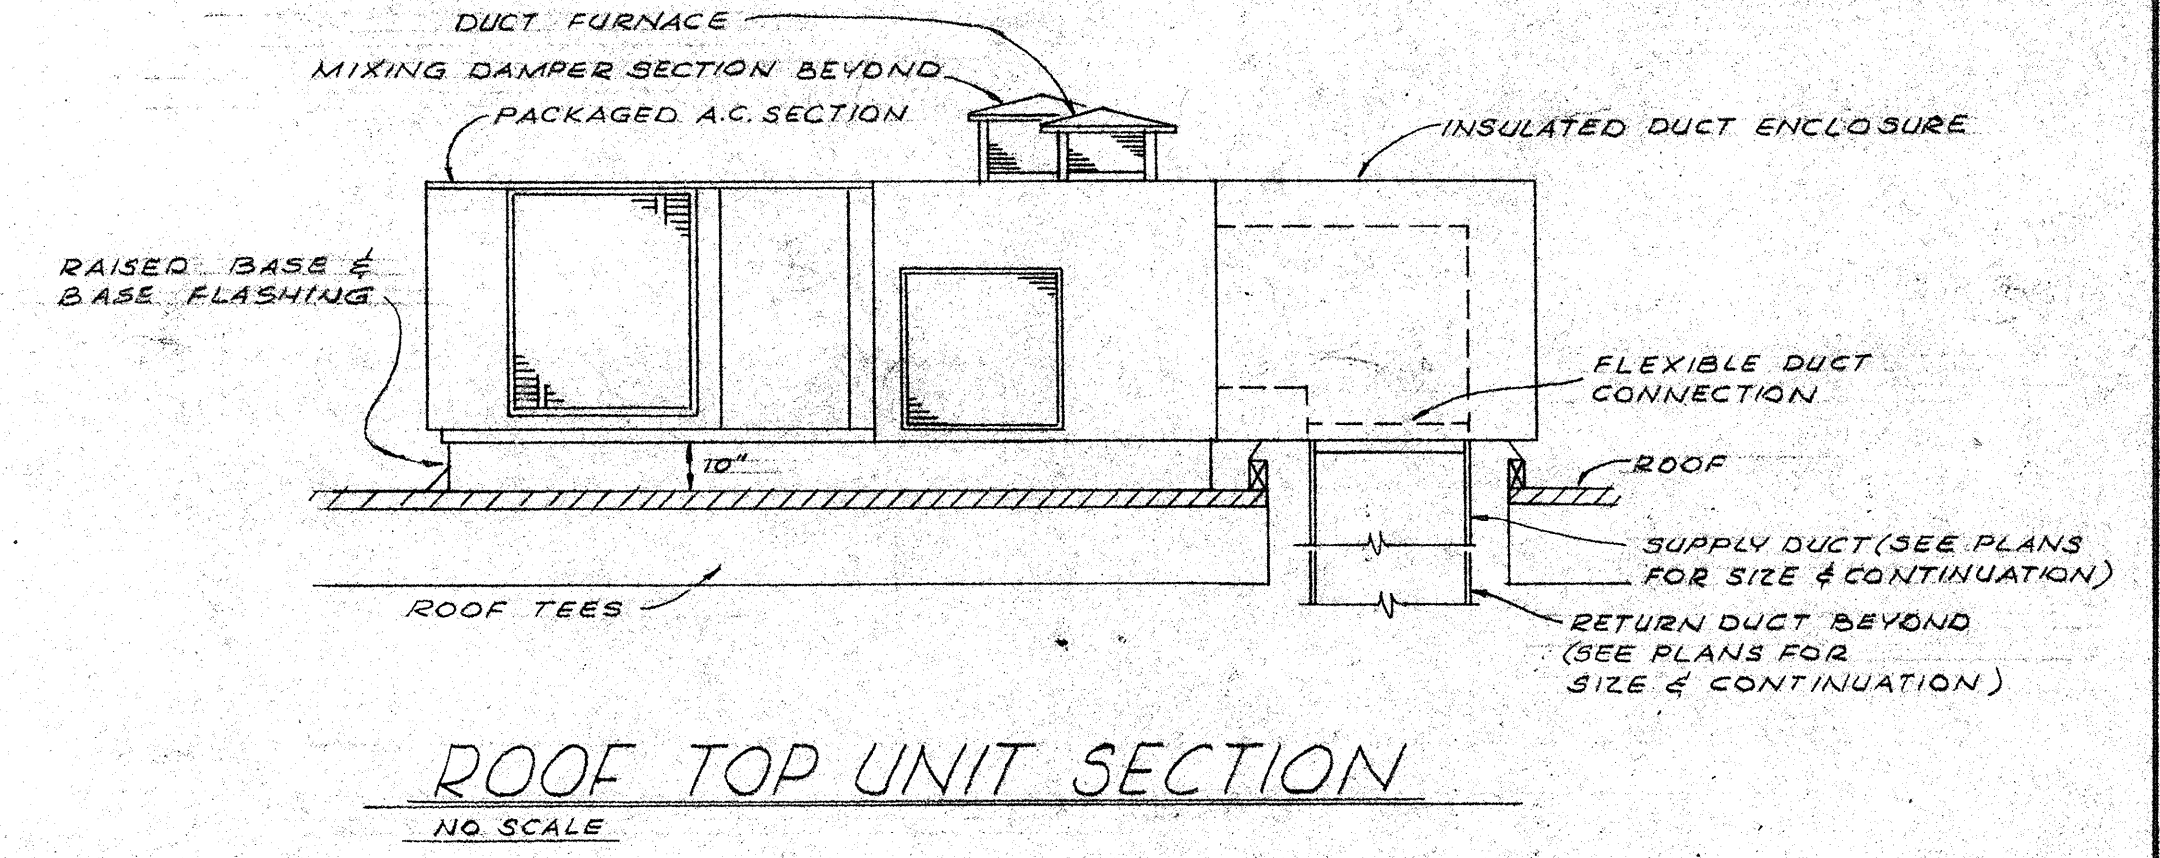 DUCT FURNACE
MIXING DAMPER SECTION BEYOND
PACKAGED A.C. SECTION
INSULATED DUCT ENCLOSURE
RAISED BASE &
BASE FLASHING
FLEXIBLE DUCT
CONNECTION
10"
ROOF
SUPPLY DUCT (SEE PLANS
FOR SIZE & CONTINUATION)
ROOF TEES
RETURN DUCT BEYOND
(SEE PLANS FOR
SIZE & CONTINUATION)
ROOF TOP UNIT SECTION
NO SCALE